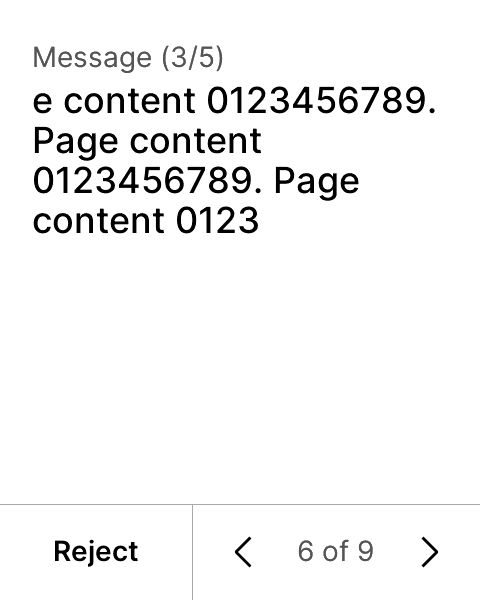 Message (3/5)
e content 0123456789.
Page content
0123456789. Page
content 0123
Reject
6 of 9